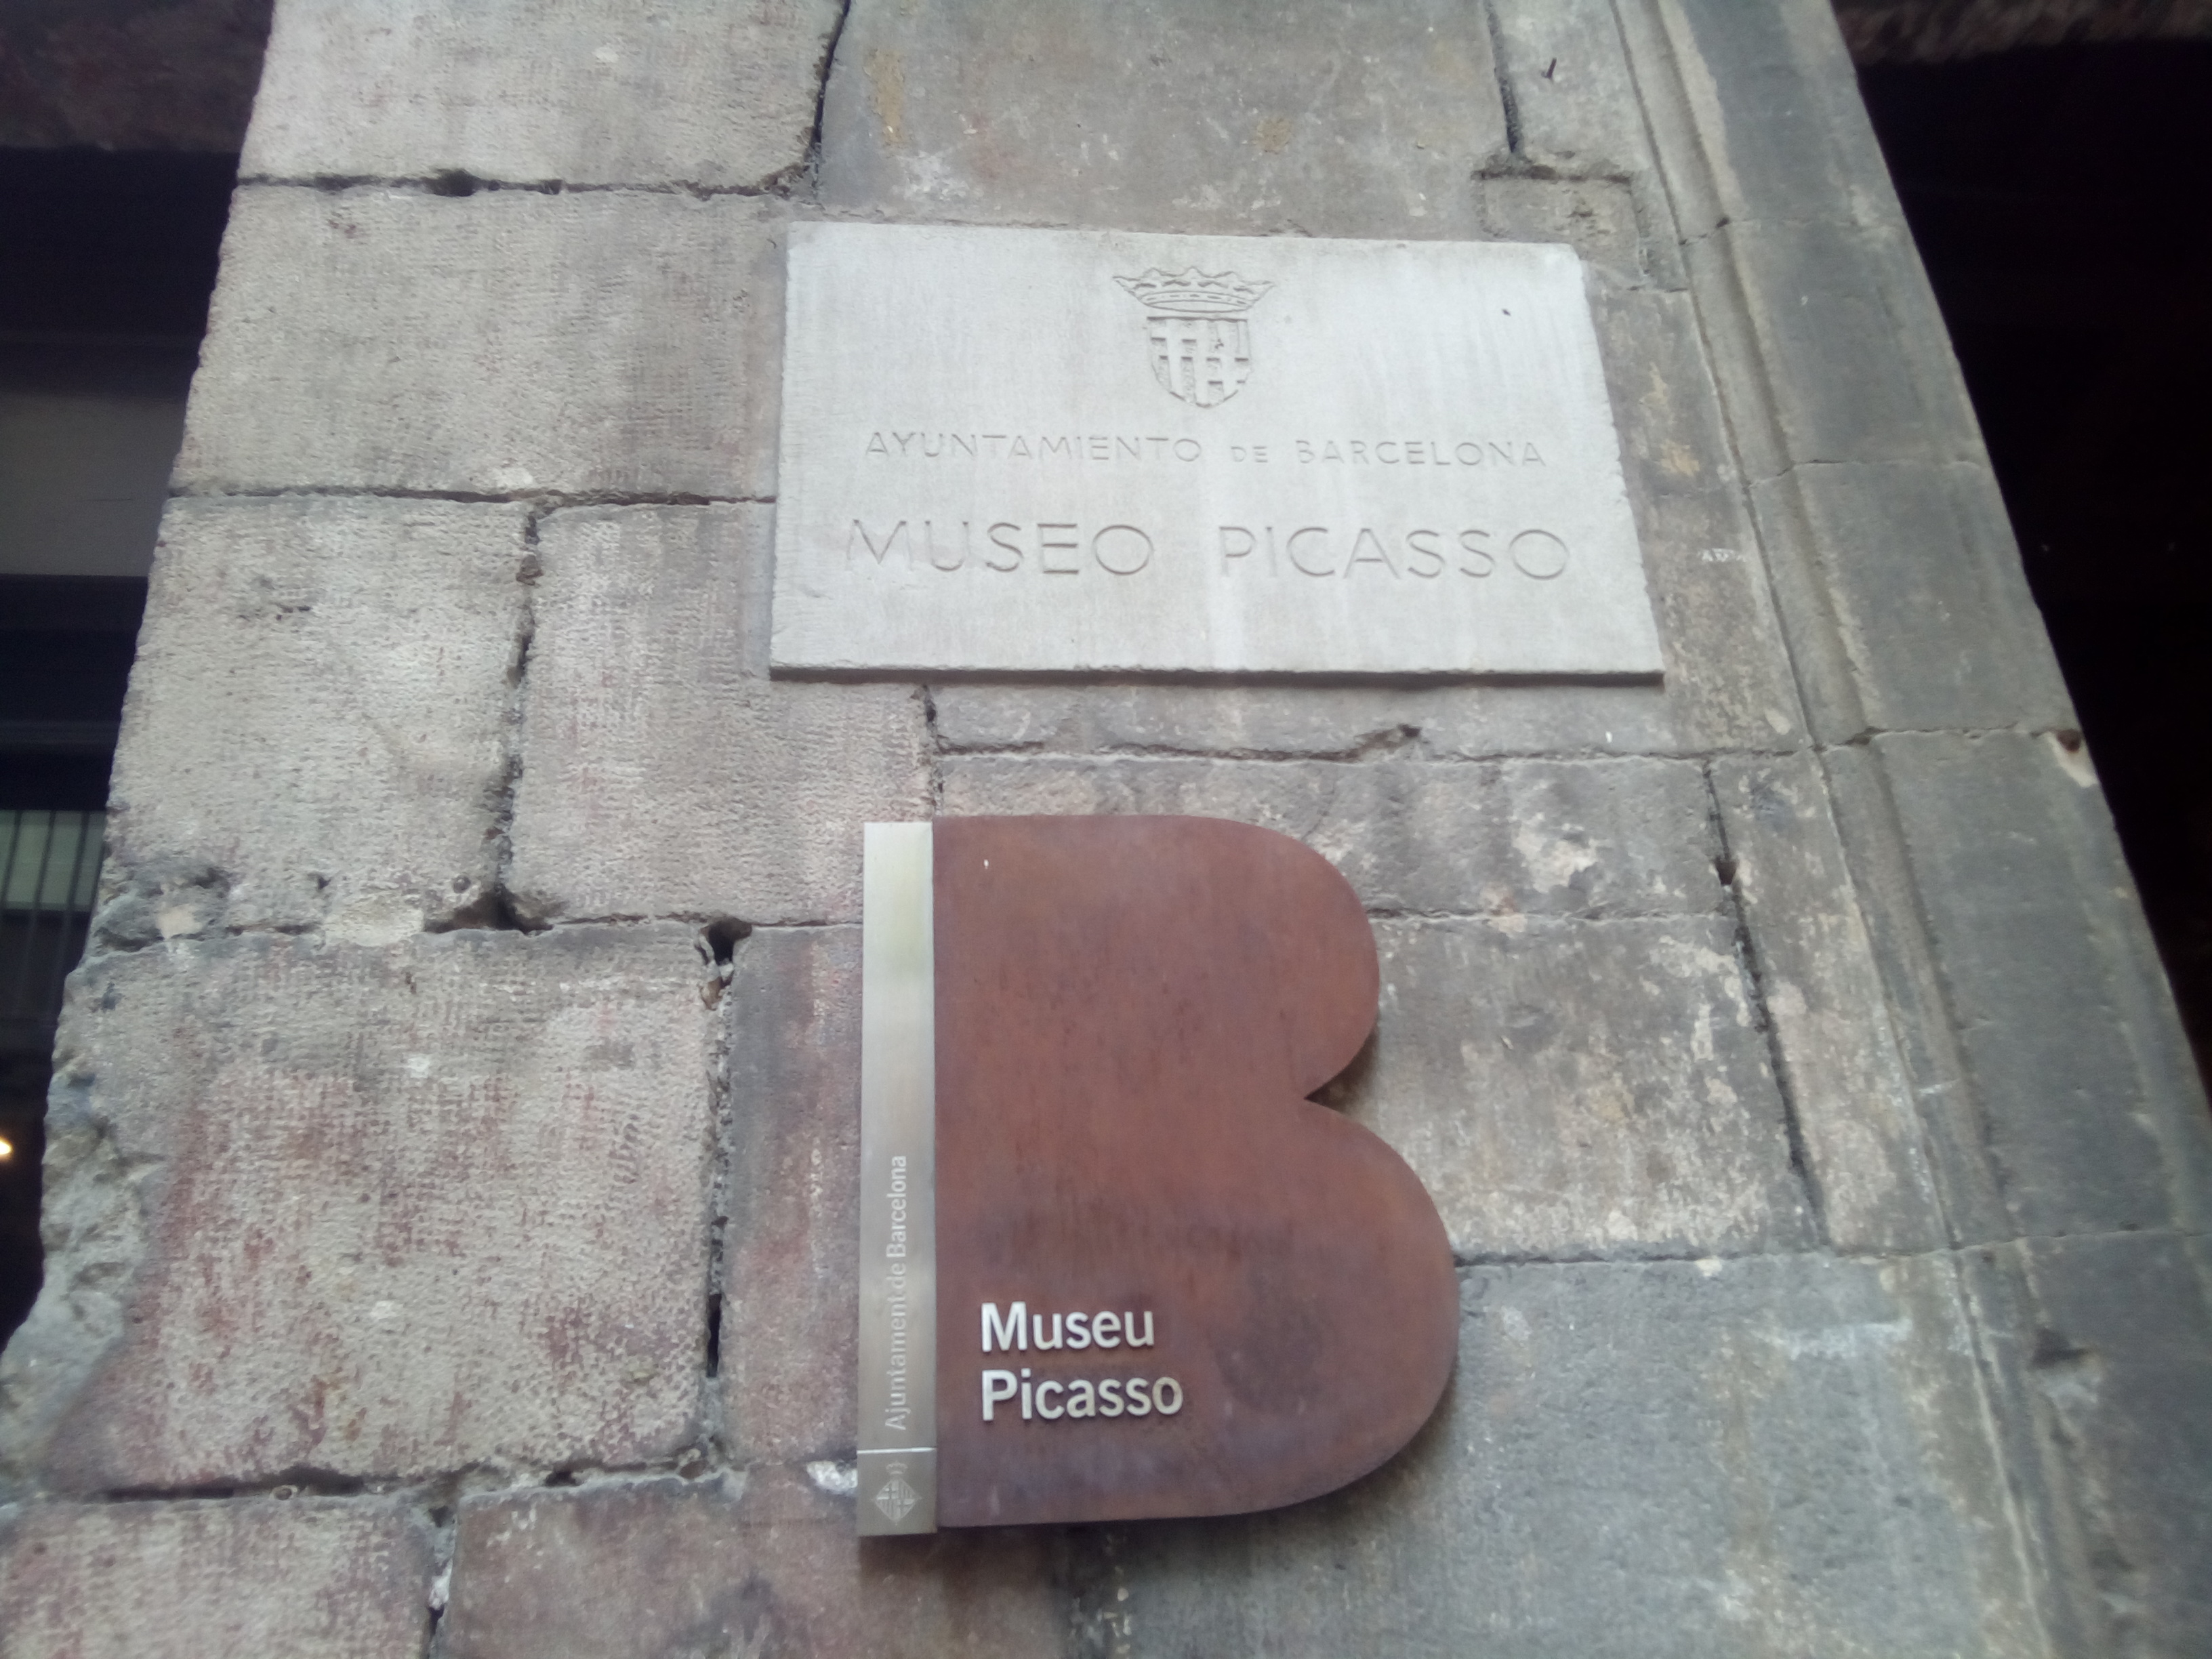 AYUNTAMIENTO DE BARCELONA
MUSEO PICASSO
Ajuntament de Barcelona
Museu
Picasso